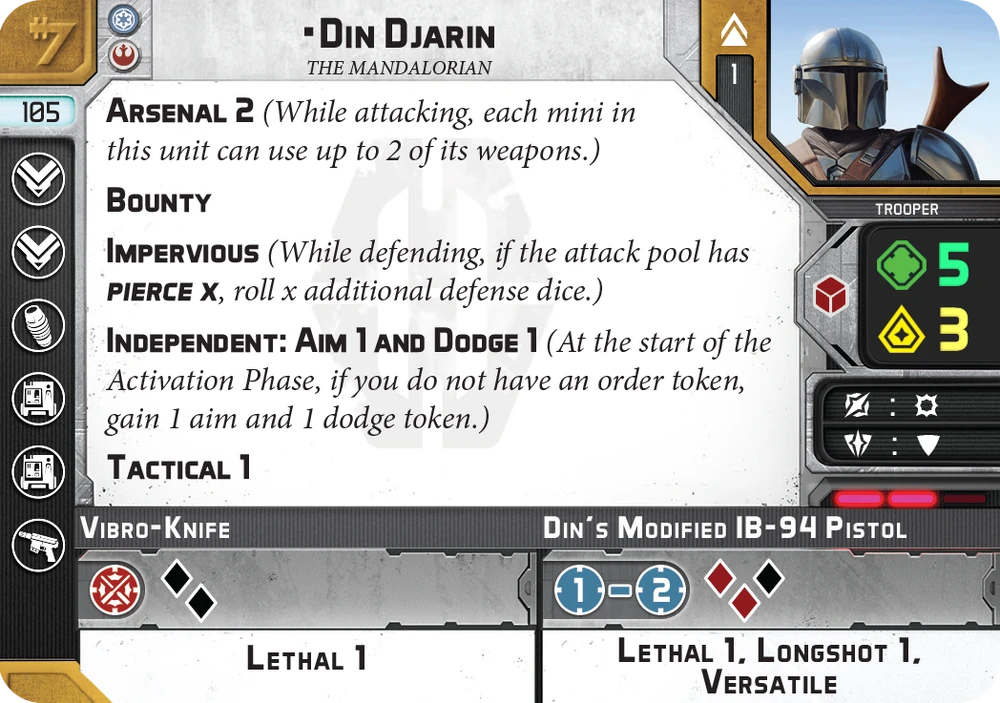 #7
▪DIN DJARIN
THE MANDALORIAN
1
105
ARSENAL 2 (While attacking, each mini in
this unit can use up to 2 of its weapons.)
BOUNTY
IMPERVIOUS (While defending, if the attack pool has
PIERCE X, roll x additional defense dice.)
INDEPENDENT: AIM 1 AND DODGE 1 (At the start of the
Activation Phase, if you do not have an order token,
gain 1 aim and 1 dodge token.)
TACTICAL 1
TROOPER
5
3
:
:
VIBRO-KNIFE
LETHAL 1
DIN'S MODIFIED IB-94 PISTOL
1-2
LETHAL 1, LONGSHOT 1,
VERSATILE